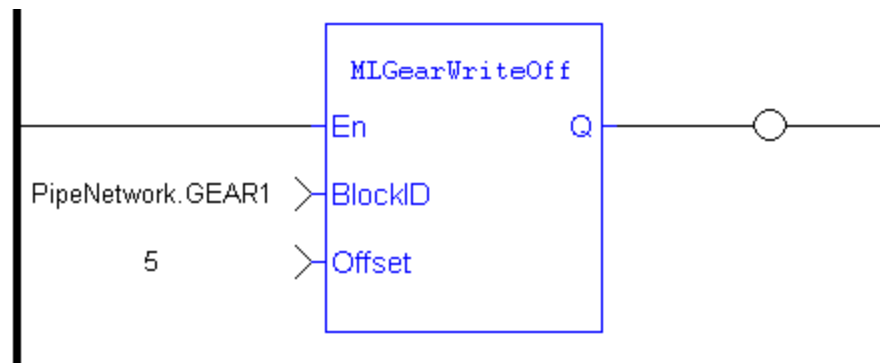 MLGearWriteOff
En Q
PipeNetwork.GEAR1 BlockID
5 Offset